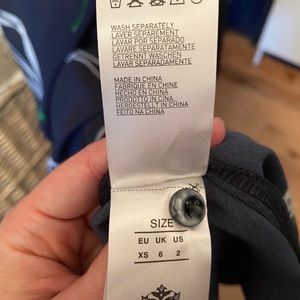 WASH SEPARATELY
LAVER SEPAREMENT
LAVAR POR SEPARADO
LAVARE SEPARATAMENTE
GETRENNT WASCHEN
LAVAR SEPARADAMENTE
MADE IN CHINA
FABRIQUE EN CHINE
HECHO EN CHINA
PRODOTTO IN CINA
HERGESTELLT IN CHINA
FEITO NA CHINA
SIZE
EU UK US
XS 6 2